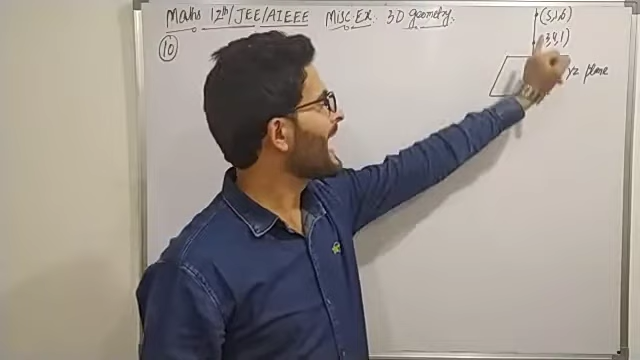 Maths 12th/JEE/AIEEE Misc Ex. 3D geometry.
(5,1,6)
(3,4,1)
10
YZ plane